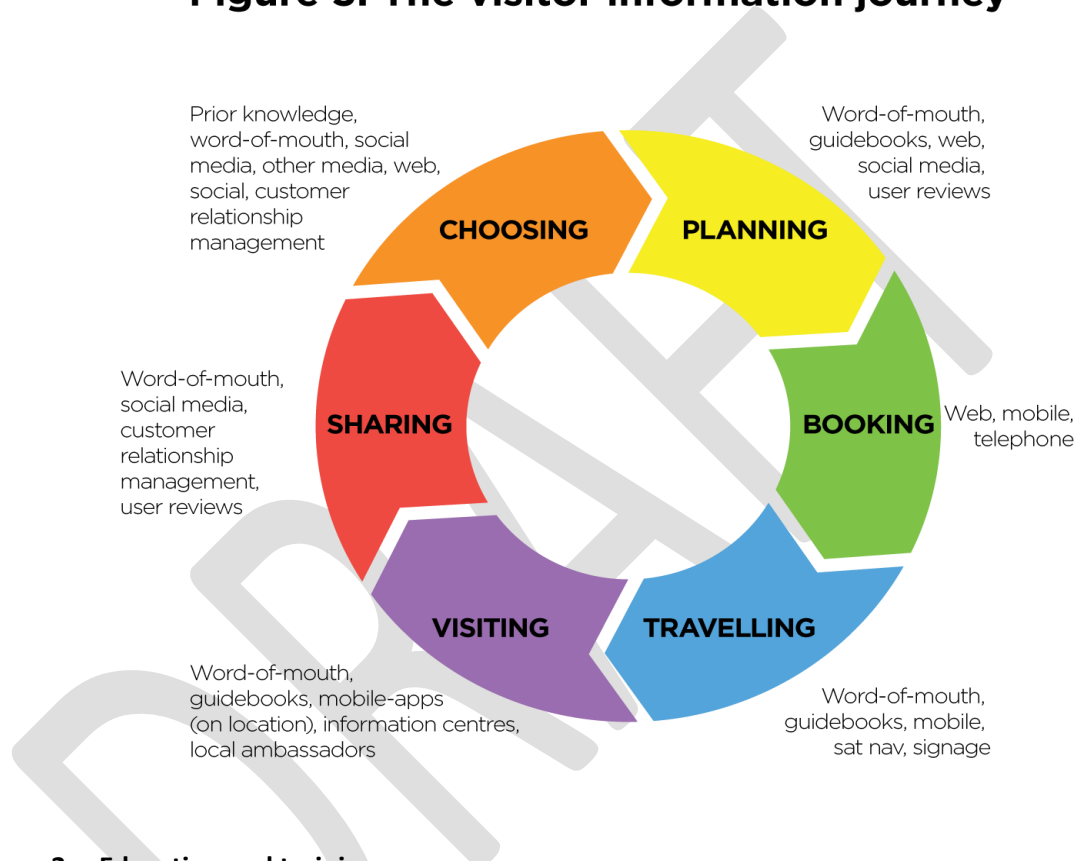 Figure 3: The visitor information journey
Prior knowledge,
word-of-mouth, social
media, other media, web,
social, customer
relationship
management
Word-of-mouth,
guidebooks, web,
social media,
user reviews
CHOOSING
PLANNING
Word-of-mouth,
social media,
customer
relationship
management,
user reviews
SHARING
BOOKING
Web, mobile,
telephone
VISITING
TRAVELLING
Word-of-mouth,
guidebooks, mobile-apps
(on location), information centres,
local ambassadors
Word-of-mouth,
guidebooks, mobile,
sat nav, signage
DRAFT
Education and training